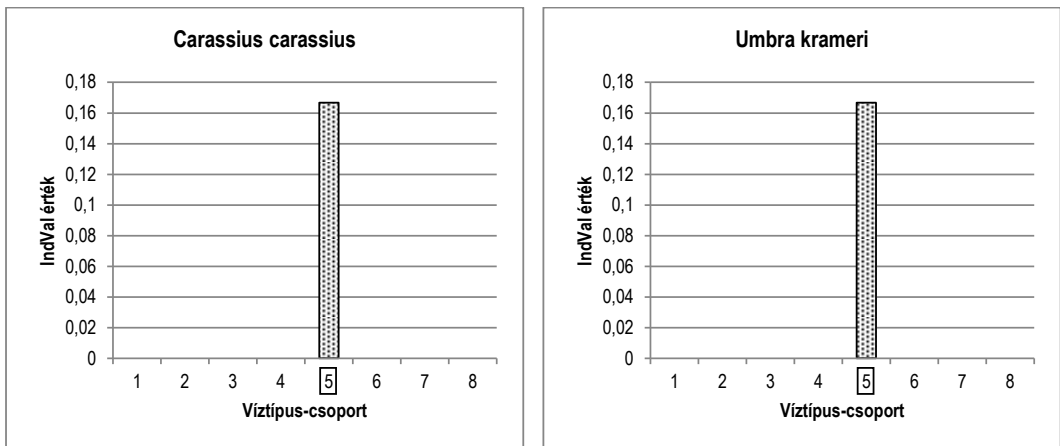 Carassius carassius
IndVal érték
0,18
0,16
0,14
0,12
0,1
0,08
0,06
0,04
0,02
0
1 2 3 4 5 6 7 8
Víztípus-csoport
Umbra krameri
IndVal érték
0,18
0,16
0,14
0,12
0,1
0,08
0,06
0,04
0,02
0
1 2 3 4 5 6 7 8
Víztípus-csoport